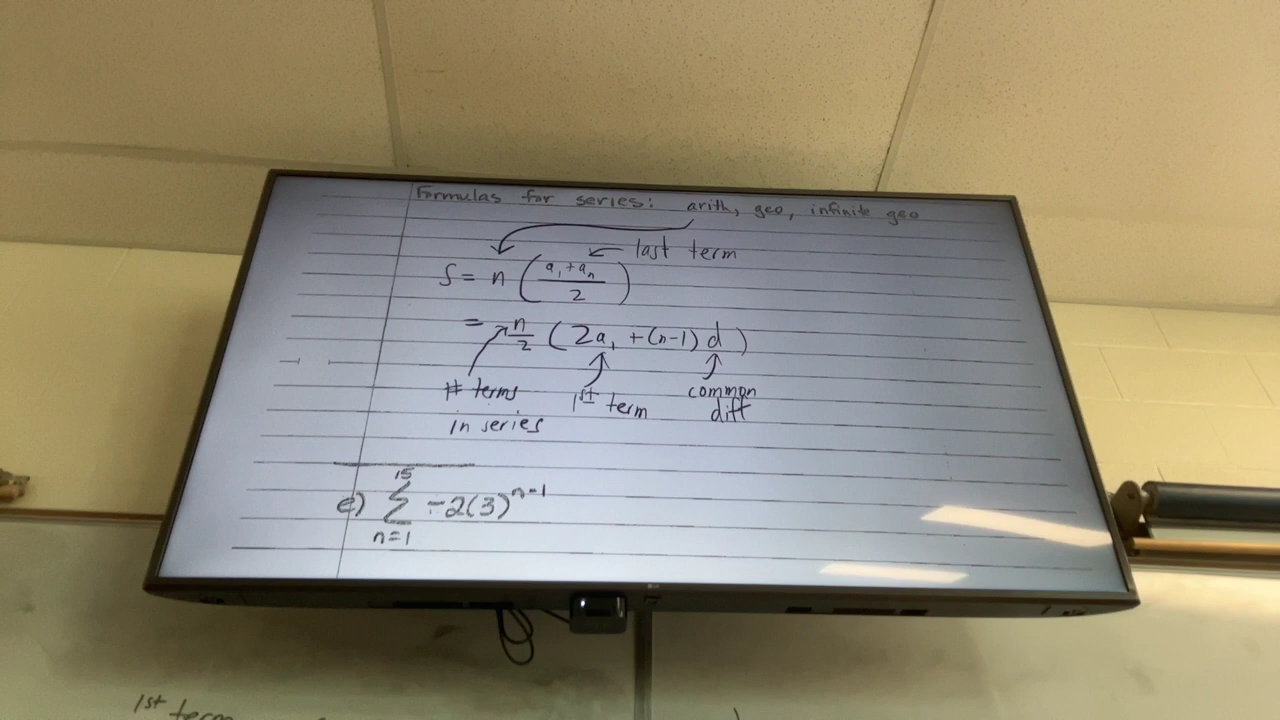 Formulas for series: arith, geo, infinite geo
← last term
S = n ( (a₁ + aₙ) / 2 )
= n/2 ( 2a₁ + (n-1) d )
# terms in series
1st term
common diff
15
e) Σ -2(3)ⁿ⁻¹
n=1
1st term